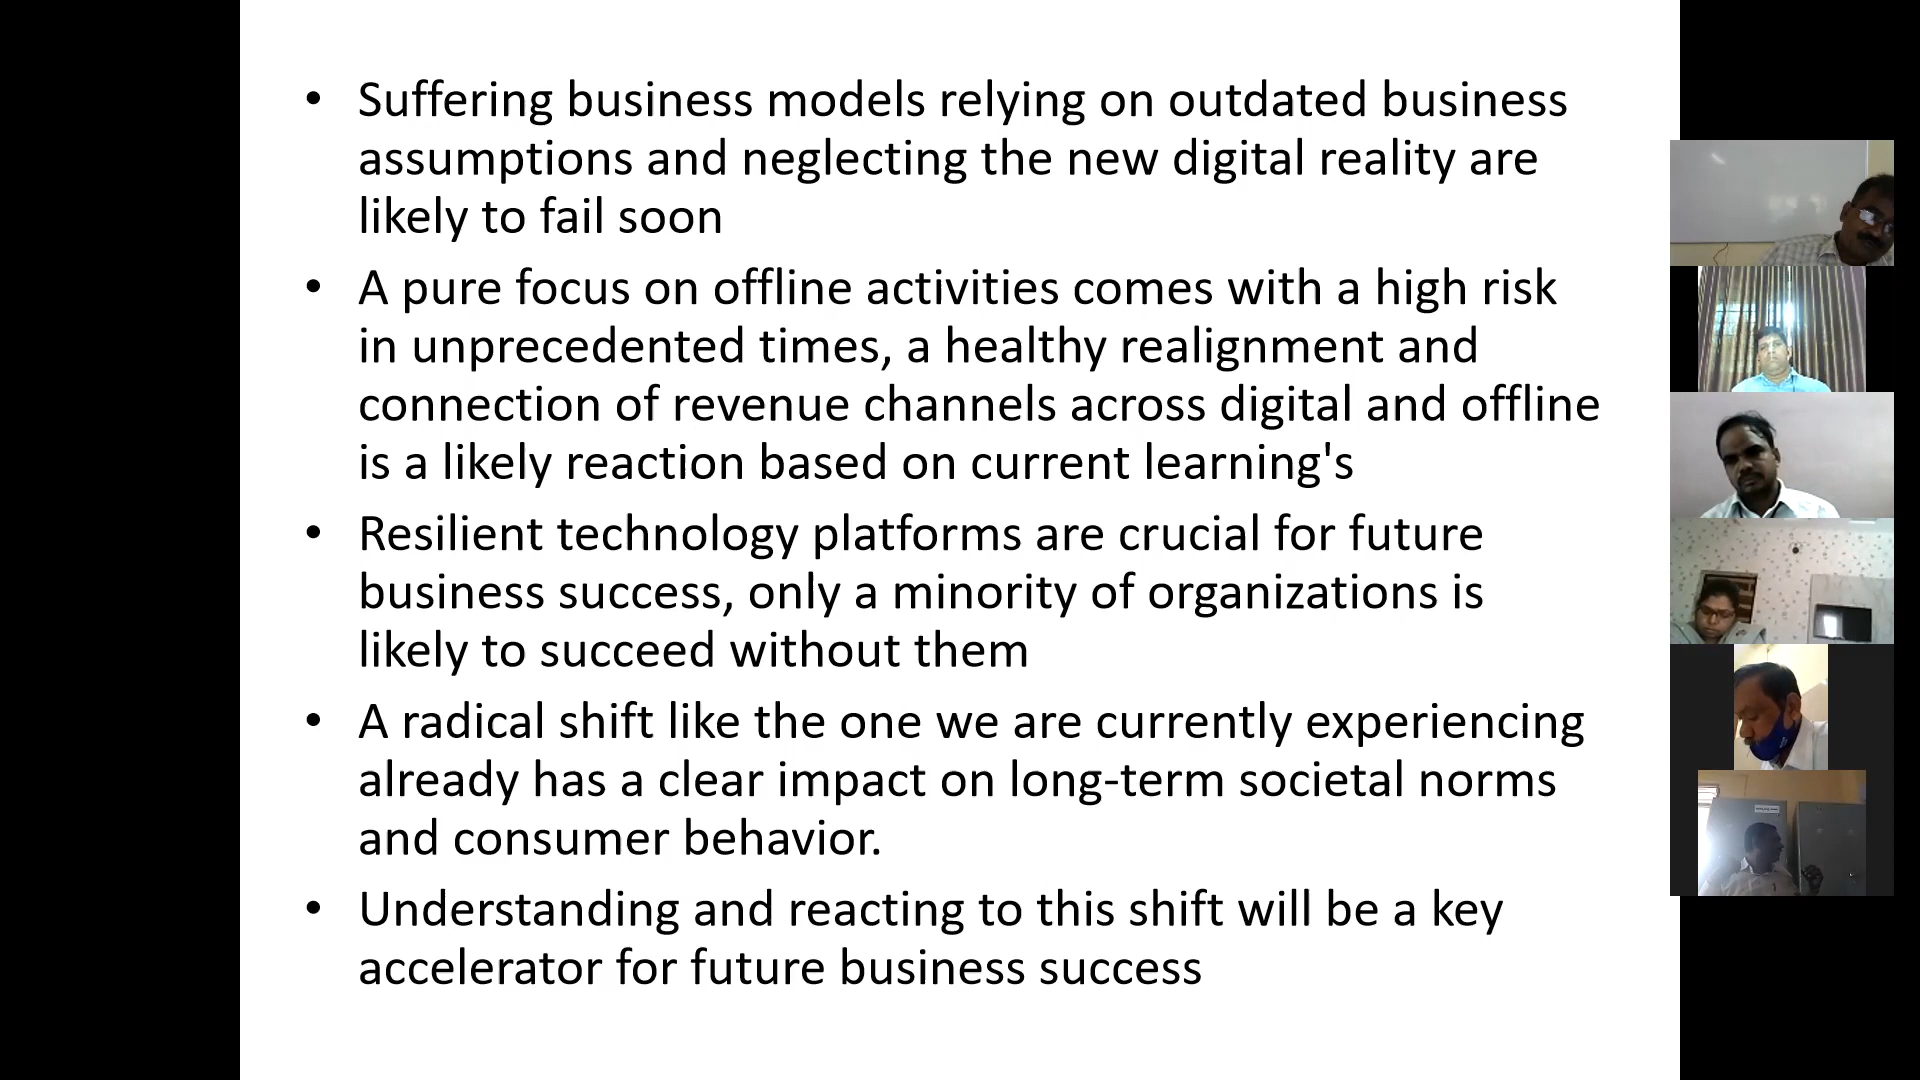 • Suffering business models relying on outdated business
assumptions and neglecting the new digital reality are
likely to fail soon
• A pure focus on offline activities comes with a high risk
in unprecedented times, a healthy realignment and
connection of revenue channels across digital and offline
is a likely reaction based on current learning's
• Resilient technology platforms are crucial for future
business success, only a minority of organizations is
likely to succeed without them
• A radical shift like the one we are currently experiencing
already has a clear impact on long-term societal norms
and consumer behavior.
• Understanding and reacting to this shift will be a key
accelerator for future business success